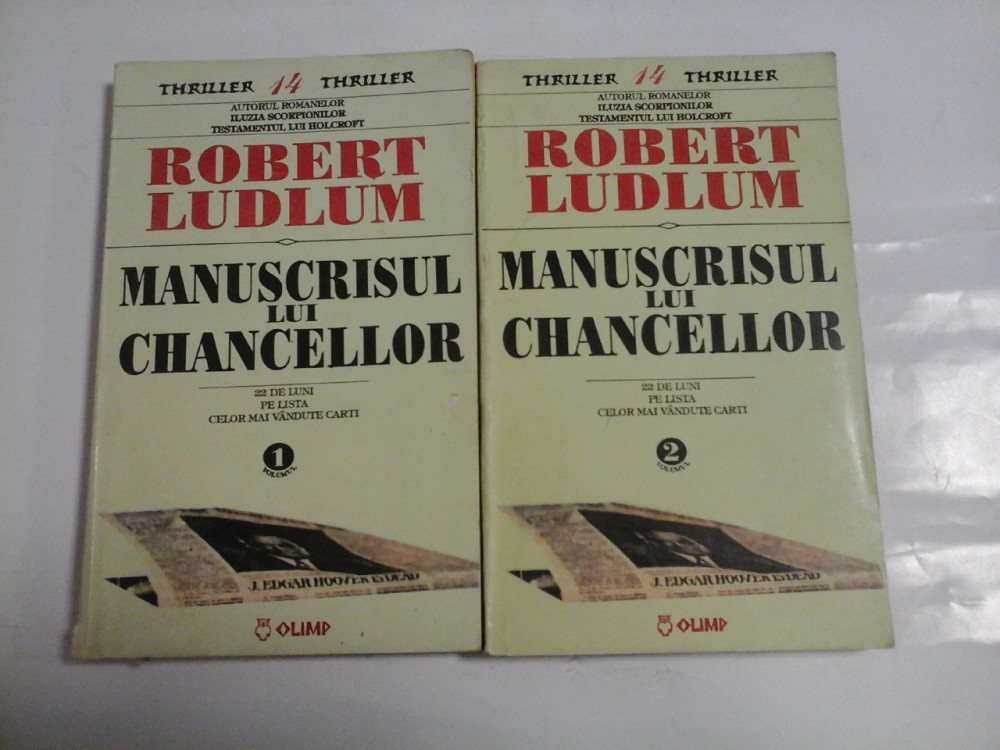 THRILLER 14 THRILLER
AUTORUL ROMANELOR
ILUZIA SCORPIONILOR
TESTAMENTUL LUI HOLCROFT
ROBERT
LUDLUM
MANUSCRISUL
LUI
CHANCELLOR
22 DE LUNI
PE LISTA
CELOR MAI VÂNDUTE CARTI
1
VOLUMUL
J. EDGAR HOOVER IS DEAD
OLIMP
THRILLER 14 THRILLER
AUTORUL ROMANELOR
ILUZIA SCORPIONILOR
TESTAMENTUL LUI HOLCROFT
ROBERT
LUDLUM
MANUSCRISUL
LUI
CHANCELLOR
22 DE LUNI
PE LISTA
CELOR MAI VÂNDUTE CARTI
2
VOLUMUL
J. EDGAR HOOVER IS DEAD
OLIMP